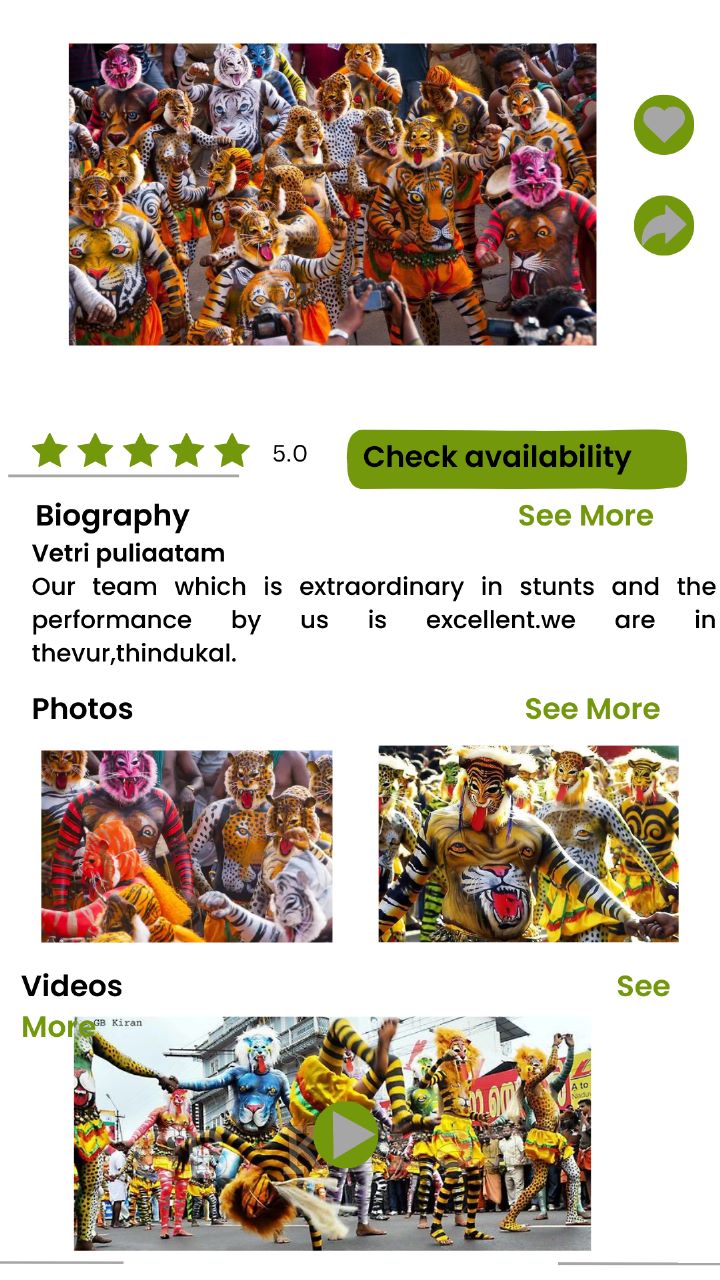 5.0
Check availability
Biography See More
Vetri puliaatam
Our team which is extraordinary in stunts and the
performance by us is excellent.we are in
thevur,thindukal.
Photos See More
Videos See
More
GB Kiran
A to